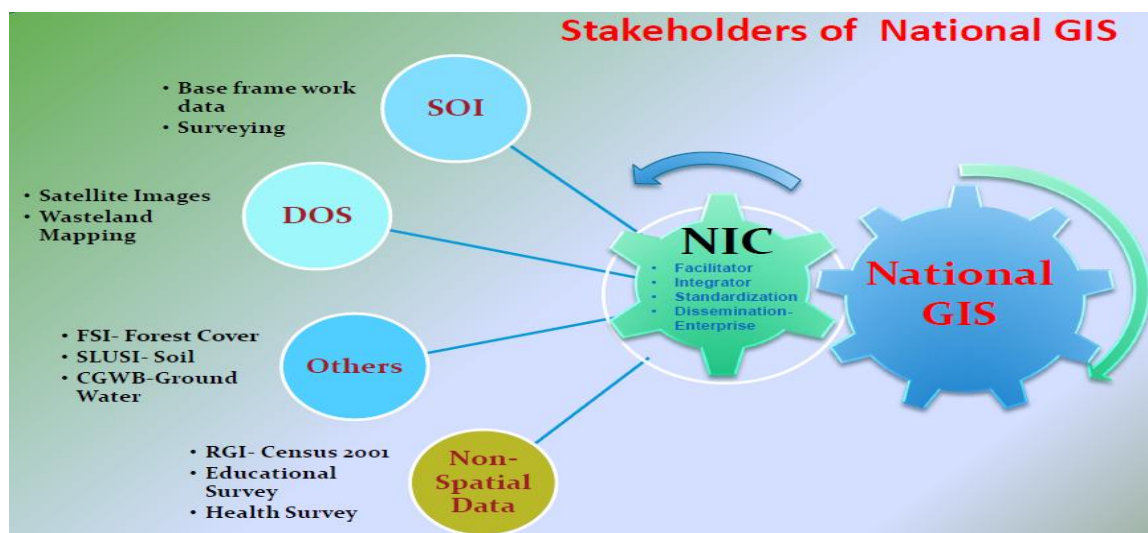 Stakeholders of National GIS
• Base frame work
data
• Surveying
SOI
• Satellite Images
• Wasteland
Mapping
DOS
• FSI- Forest Cover
• SLUSI- Soil
• CGWB-Ground
Water
Others
• RGI- Census 2001
• Educational
Survey
• Health Survey
Non-
Spatial
Data
NIC
• Facilitator
• Integrator
• Standardization
• Dissemination-
Enterprise
National
GIS